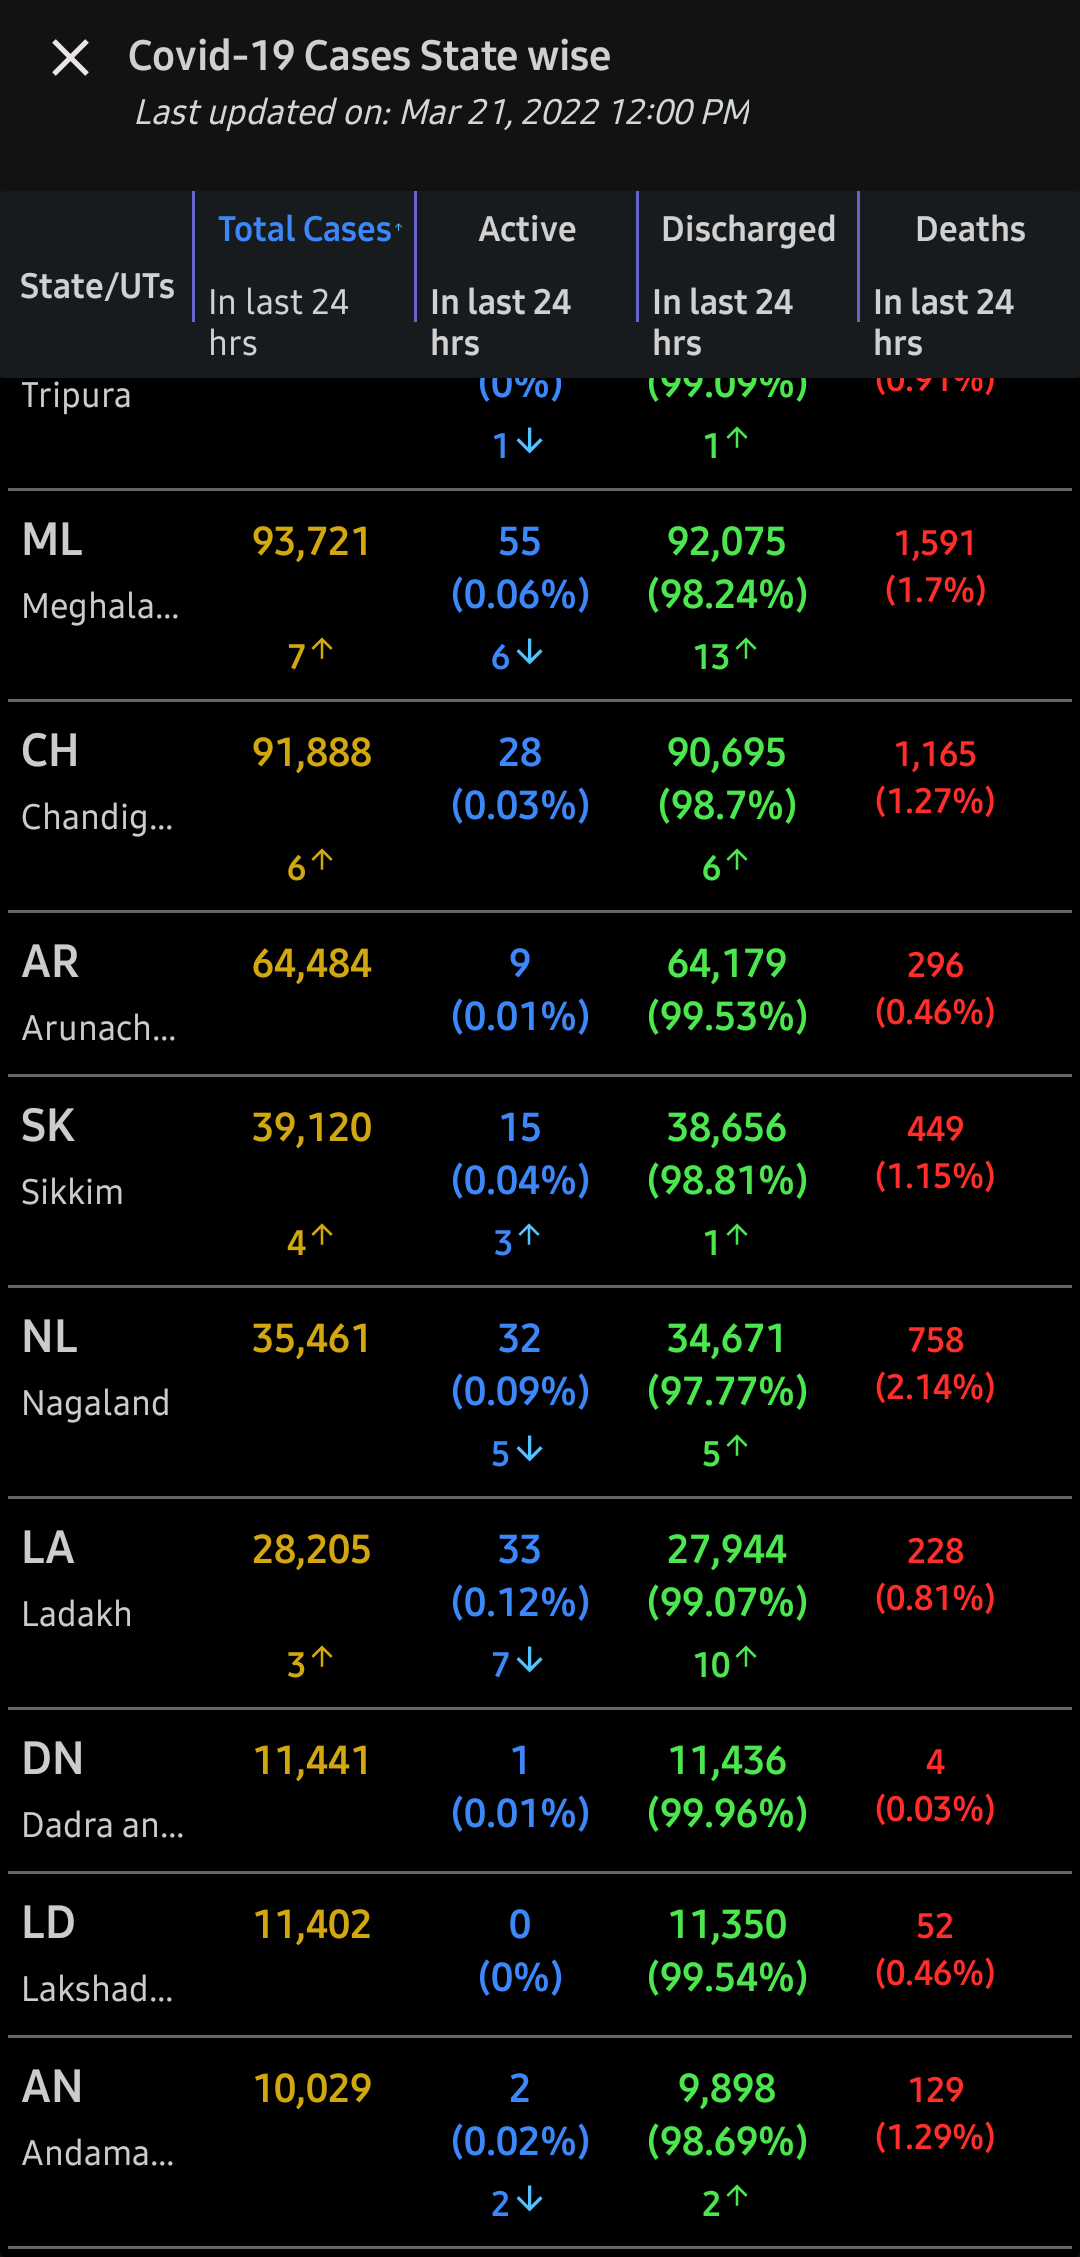 Covid-19 Cases State wise
Last updated on: Mar 21, 2022 12:00 PM
State/UTs
Total Cases↑ Active Discharged Deaths
In last 24 hrs In last 24 hrs In last 24 hrs In last 24 hrs
Tripura (0%) (99.09%) (0.91%)
1↓ 1↑
ML 93,721 55 92,075 1,591
Meghala... (0.06%) (98.24%) (1.7%)
7↑ 6↓ 13↑
CH 91,888 28 90,695 1,165
Chandig... (0.03%) (98.7%) (1.27%)
6↑ 6↑
AR 64,484 9 64,179 296
Arunach... (0.01%) (99.53%) (0.46%)
SK 39,120 15 38,656 449
Sikkim (0.04%) (98.81%) (1.15%)
4↑ 3↑ 1↑
NL 35,461 32 34,671 758
Nagaland (0.09%) (97.77%) (2.14%)
5↓ 5↑
LA 28,205 33 27,944 228
Ladakh (0.12%) (99.07%) (0.81%)
3↑ 7↓ 10↑
DN 11,441 1 11,436 4
Dadra an... (0.01%) (99.96%) (0.03%)
LD 11,402 0 11,350 52
Lakshad... (0%) (99.54%) (0.46%)
AN 10,029 2 9,898 129
Andama... (0.02%) (98.69%) (1.29%)
2↓ 2↑